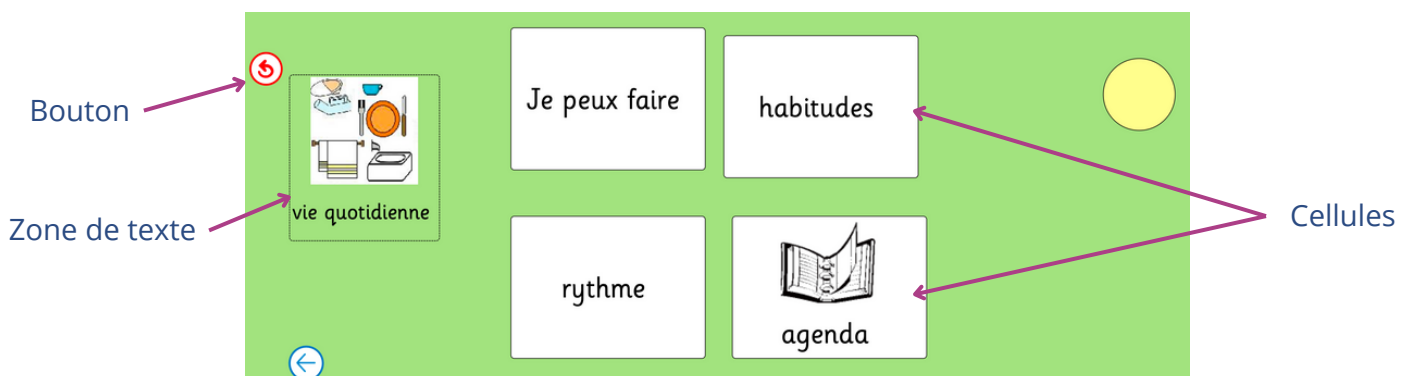 Bouton
Zone de texte
vie quotidienne
Je peux faire
habitudes
rythme
agenda
Cellules